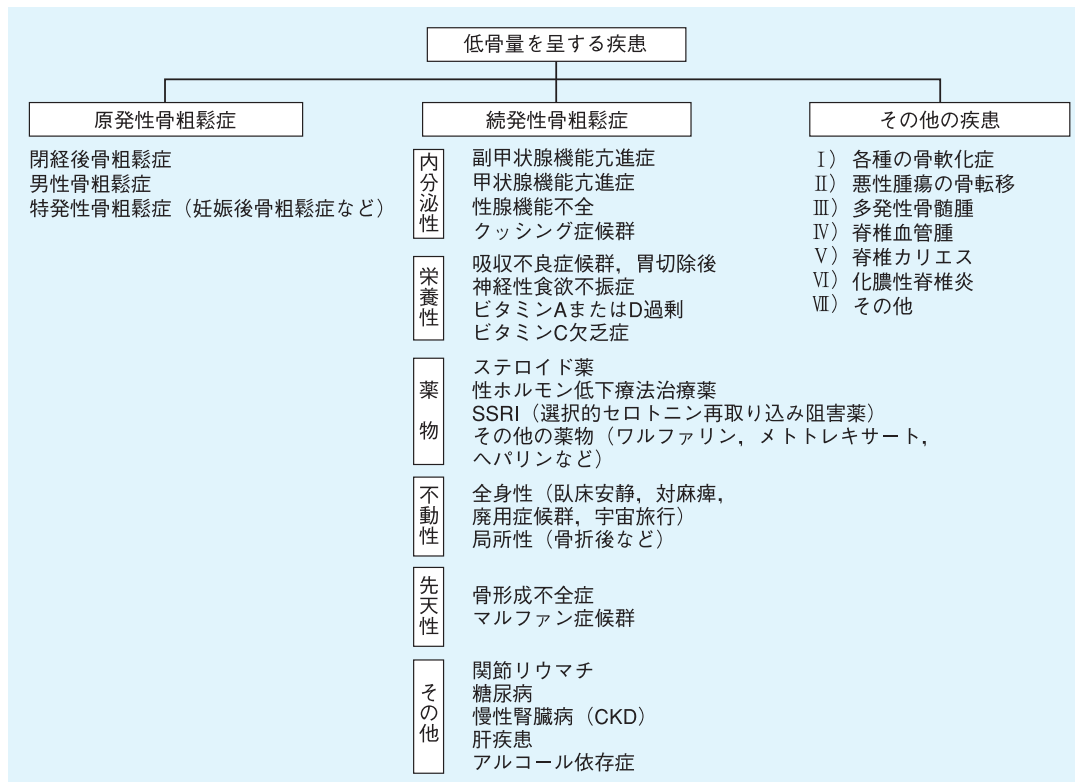 低骨量を呈する疾患
原発性骨粗鬆症
閉経後骨粗鬆症
男性骨粗鬆症
特発性骨粗鬆症（妊娠後骨粗鬆症など）
続発性骨粗鬆症
内分泌性
副甲状腺機能亢進症
甲状腺機能亢進症
性腺機能不全
クッシング症候群
栄養性
吸収不良症候群，胃切除後
神経性食欲不振症
ビタミンAまたはD過剰
ビタミンC欠乏症
薬物
ステロイド薬
性ホルモン低下療法治療薬
SSRI（選択的セロトニン再取り込み阻害薬）
その他の薬物（ワルファリン，メトトレキサート，
ヘパリンなど）
不動性
全身性（臥床安静，対麻痺，
廃用症候群，宇宙旅行）
局所性（骨折後など）
先天性
骨形成不全症
マルファン症候群
その他
関節リウマチ
糖尿病
慢性腎臓病（CKD）
肝疾患
アルコール依存症
その他の疾患
Ⅰ）各種の骨軟化症
Ⅱ）悪性腫瘍の骨転移
Ⅲ）多発性骨髄腫
Ⅳ）脊椎血管腫
Ⅴ）脊椎カリエス
Ⅵ）化膿性脊椎炎
Ⅶ）その他